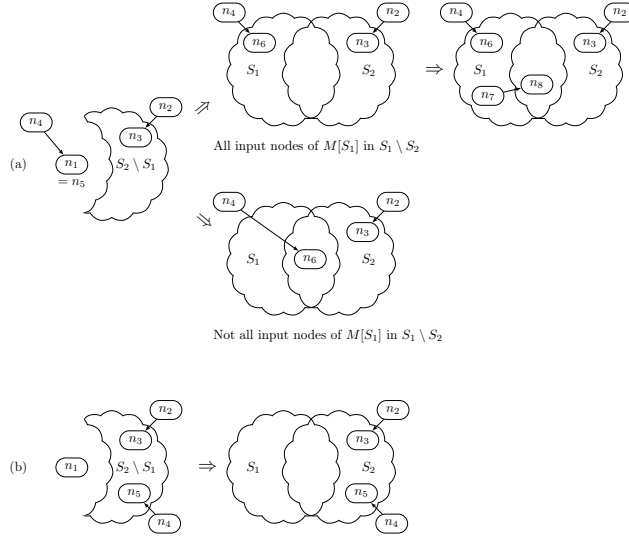 n₄ n₂ n₄ n₂
n₆ n₃ n₆ n₃
S₁ S₂ ⇒ S₁ S₂
n₇ n₈
n₂ ⇗
n₄ n₃
(a) n₁ S₂ \ S₁
= n₅
All input nodes of M[S₁] in S₁ \ S₂
⇘ n₄ n₂
n₃
S₁ n₆ S₂
Not all input nodes of M[S₁] in S₁ \ S₂
n₂ n₂
n₃ n₃
(b) n₁ S₂ \ S₁ ⇒ S₁ S₂
n₅ n₅
n₄ n₄